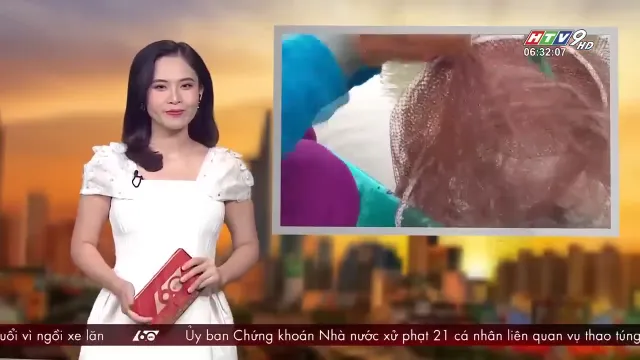 HTV9 HD
06:32:07
uổi vì ngồi xe lăn 60 Ủy ban Chứng khoán Nhà nước xử phạt 21 cá nhân liên quan vụ thao túng